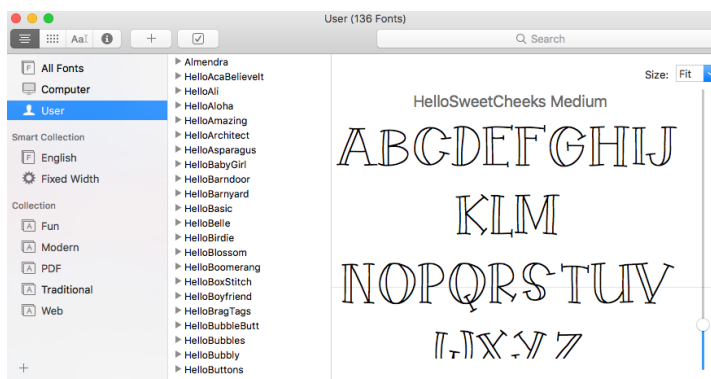 User (136 Fonts)
AaI
Search
All Fonts
Computer
User
Smart Collection
English
Fixed Width
Collection
Fun
Modern
PDF
Traditional
Web
Almendra
HelloAcaBelieveIt
HelloAli
HelloAloha
HelloAmazing
HelloArchitect
HelloAsparagus
HelloBabyGirl
HelloBarndoor
HelloBarnyard
HelloBasic
HelloBelle
HelloBirdie
HelloBlossom
HelloBoomerang
HelloBoxStitch
HelloBoyfriend
HelloBragTags
HelloBubbleButt
HelloBubbles
HelloBubbly
HelloButtons
Size: Fit
HelloSweetCheeks Medium
ABCDEFGHIJ
KLM
NOPQRSTUV
WXYZ